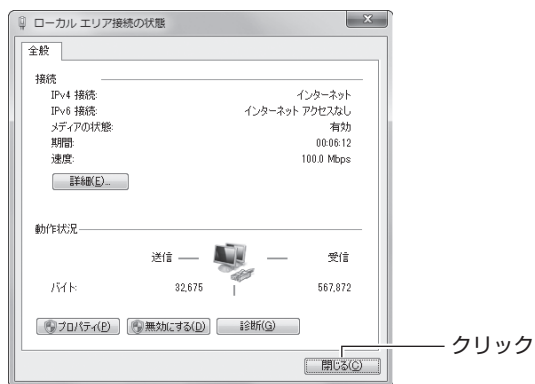 ローカル エリア接続の状態
全般
接続
IPv4 接続: インターネット
IPv6 接続: インターネット アクセスなし
メディアの状態: 有効
期間: 00:06:12
速度: 100.0 Mbps
詳細(E)...
動作状況
送信 受信
バイト: 32,675 567,872
プロパティ(P) 無効にする(D) 診断(G)
閉じる(C) クリック